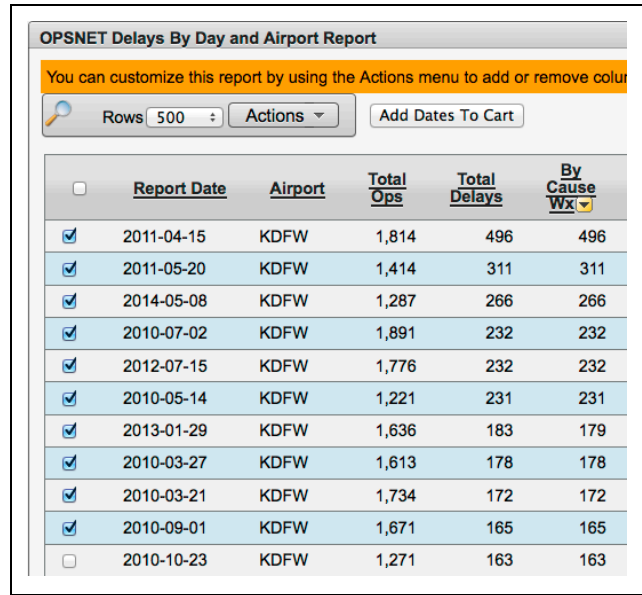 OPSNET Delays By Day and Airport Report
You can customize this report by using the Actions menu to add or remove
Rows 500 Actions Add Dates To Cart
Report Date Airport Total Ops Total Delays By Cause Wx
2011-04-15 KDFW 1,814 496 496
2011-05-20 KDFW 1,414 311 311
2014-05-08 KDFW 1,287 266 266
2010-07-02 KDFW 1,891 232 232
2012-07-15 KDFW 1,776 232 232
2010-05-14 KDFW 1,221 231 231
2013-01-29 KDFW 1,636 183 179
2010-03-27 KDFW 1,613 178 178
2010-03-21 KDFW 1,734 172 172
2010-09-01 KDFW 1,671 165 165
2010-10-23 KDFW 1,271 163 163